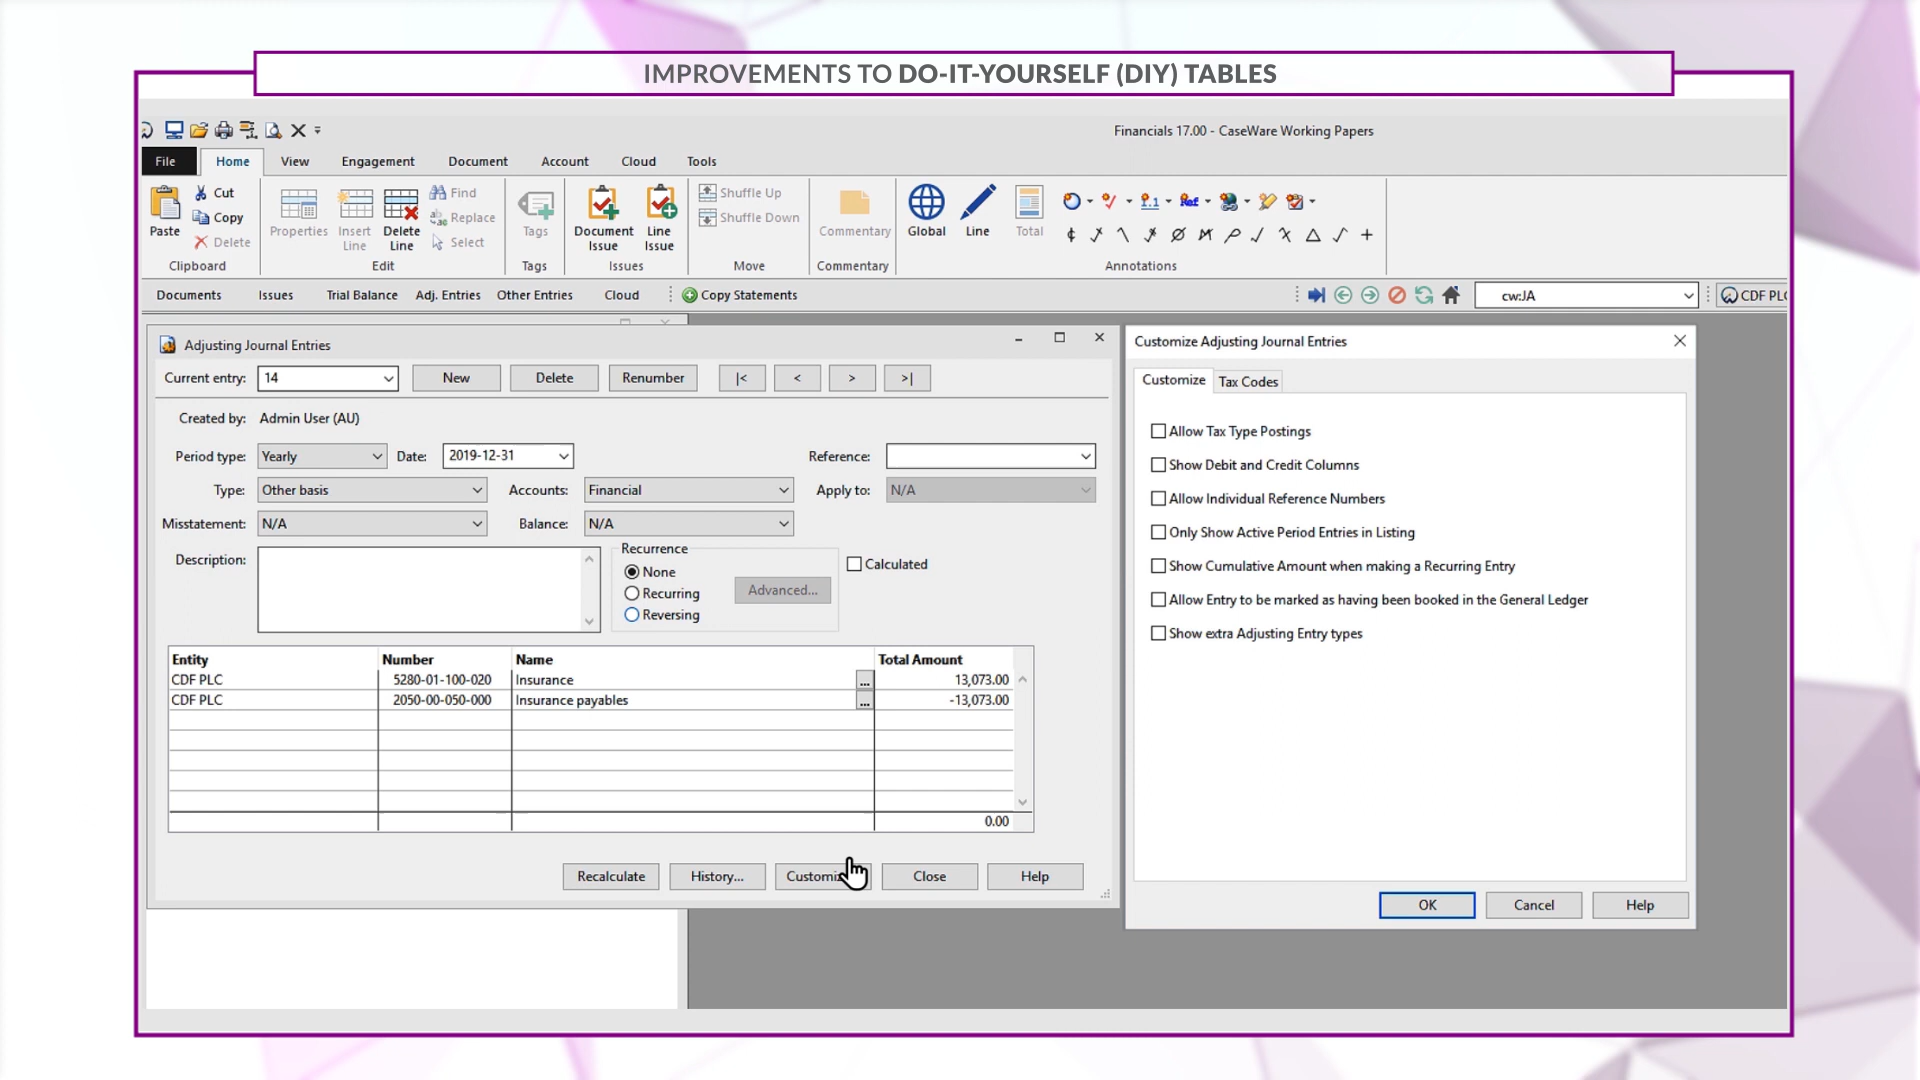 IMPROVEMENTS TO DO-IT-YOURSELF (DIY) TABLES
Financials 17.00 - CaseWare Working Papers
File Home View Engagement Document Account Cloud Tools
Paste
Cut
Copy
Delete
Clipboard
Properties
Insert Line
Delete Line
Find
Replace
Select
Edit
Tags
Tags
Document Issue
Line Issue
Issues
Shuffle Up
Shuffle Down
Move
Commentary
Commentary
Global
Line
Total
Annotations
Documents Issues Trial Balance Adj. Entries Other Entries Cloud Copy Statements cw:JA CDF PLC
Adjusting Journal Entries
Current entry: 14 New Delete Renumber |< < > >|
Created by: Admin User (AU)
Period type: Yearly Date: 2019-12-31 Reference:
Type: Other basis Accounts: Financial Apply to: N/A
Misstatement: N/A Balance: N/A
Description:
Recurrence
None
Recurring
Reversing
Advanced...
Calculated
Entity Number Name Total Amount
CDF PLC 5280-01-100-020 Insurance ... 13,073.00
CDF PLC 2050-00-050-000 Insurance payables ... -13,073.00
0.00
Recalculate History... Customi Close Help
Customize Adjusting Journal Entries
Customize Tax Codes
Allow Tax Type Postings
Show Debit and Credit Columns
Allow Individual Reference Numbers
Only Show Active Period Entries in Listing
Show Cumulative Amount when making a Recurring Entry
Allow Entry to be marked as having been booked in the General Ledger
Show extra Adjusting Entry types
OK Cancel Help